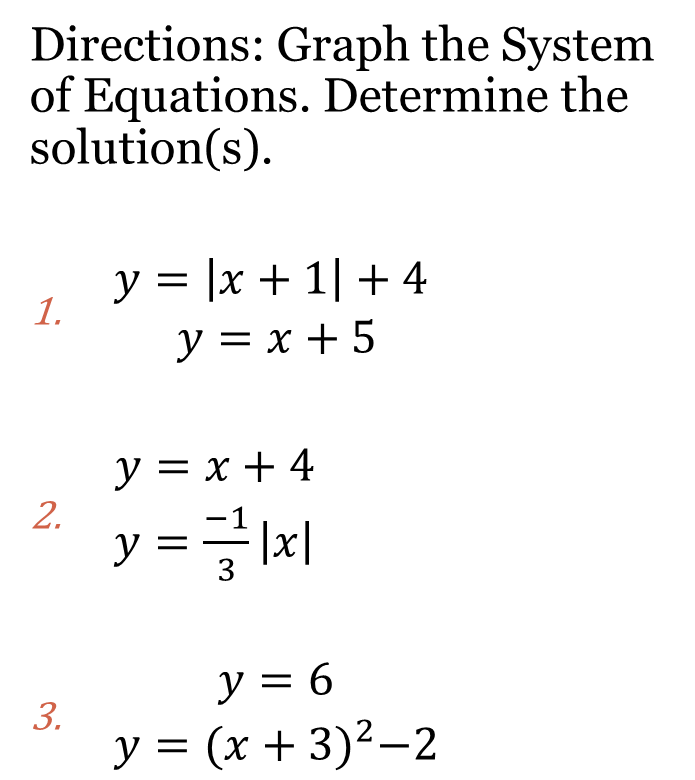 Directions: Graph the System
of Equations. Determine the
solution(s).
1.
y = |x + 1| + 4
y = x + 5
2.
y = x + 4
y = −1/3 |x|
3.
y = 6
y = (x + 3)²−2